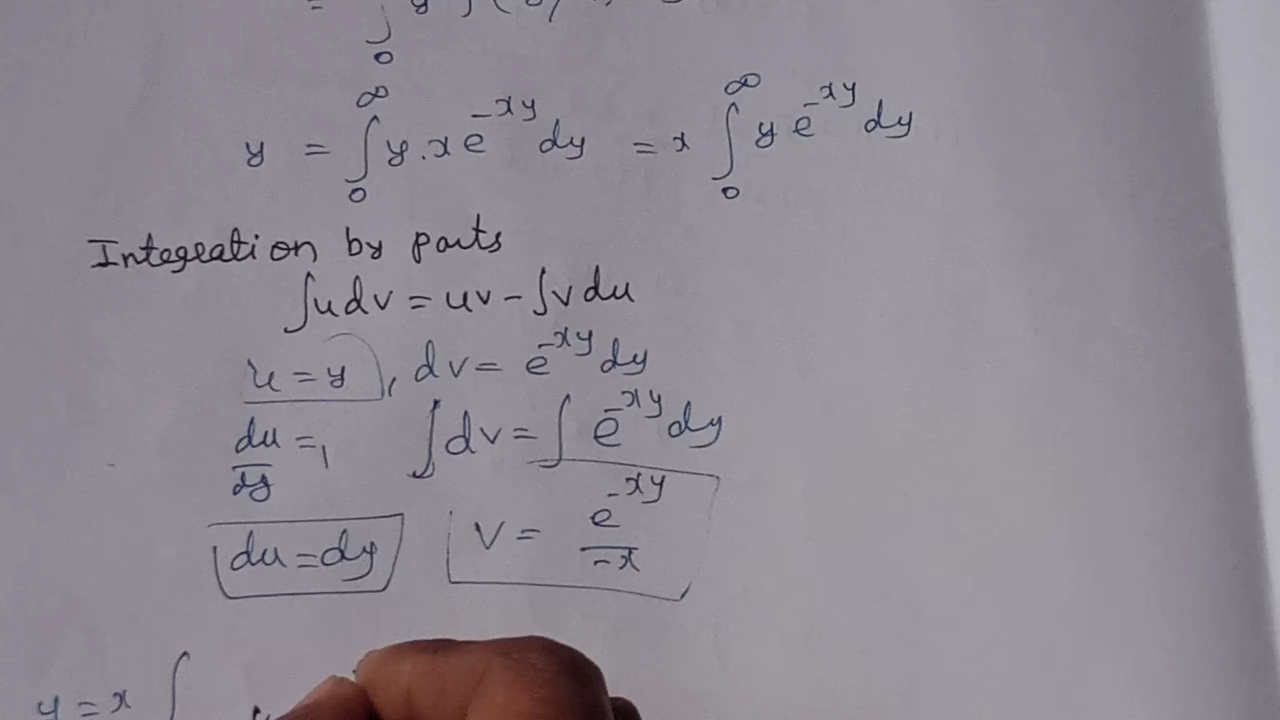 y = ∫₀^∞ y.x e^{-xy} dy = x ∫₀^∞ y e^{-xy} dy
Integration by parts
∫u dv = uv - ∫v du
u = y , dv = e^{-xy} dy
du/dy = 1   ∫dv = ∫ e^{-xy} dy
du = dy   v = e^{-xy}/-x
y = x ∫